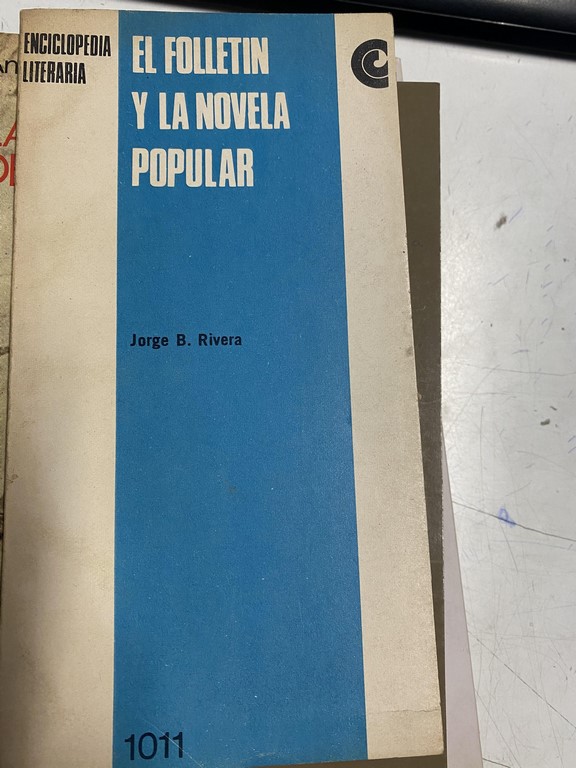 ENCICLOPEDIA
LITERARIA
EL FOLLETIN
Y LA NOVELA
POPULAR
Jorge B. Rivera
1011